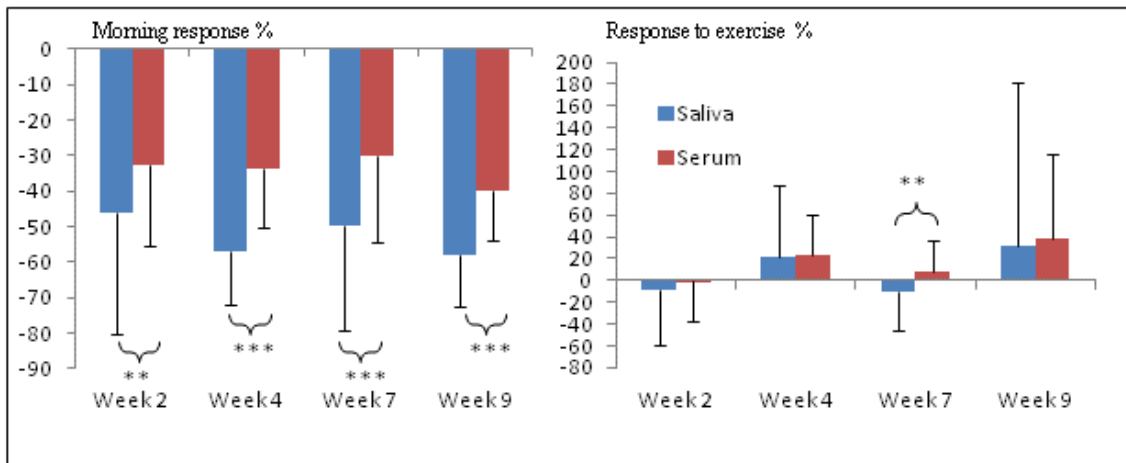 Morning response %
0
-10
-20
-30
-40
-50
-60
-70
-80
-90
**
***
***
***
Week 2
Week 4
Week 7
Week 9
Response to exercise %
200
180
160
140
120
100
80
60
40
20
0
-20
-40
-60
-80
Saliva
Serum
**
Week 2
Week 4
Week 7
Week 9